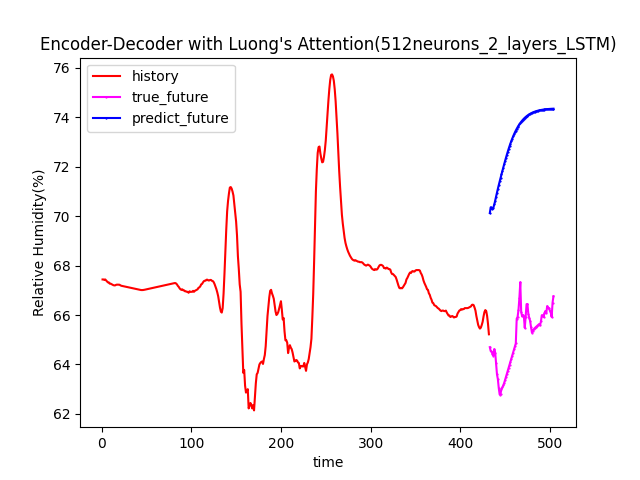 Encoder-Decoder with Luong's Attention(512neurons_2_layers_LSTM)
history
true_future
predict_future
Relative Humidity(%)
76
74
72
70
68
66
64
62
0 100 200 300 400 500
time